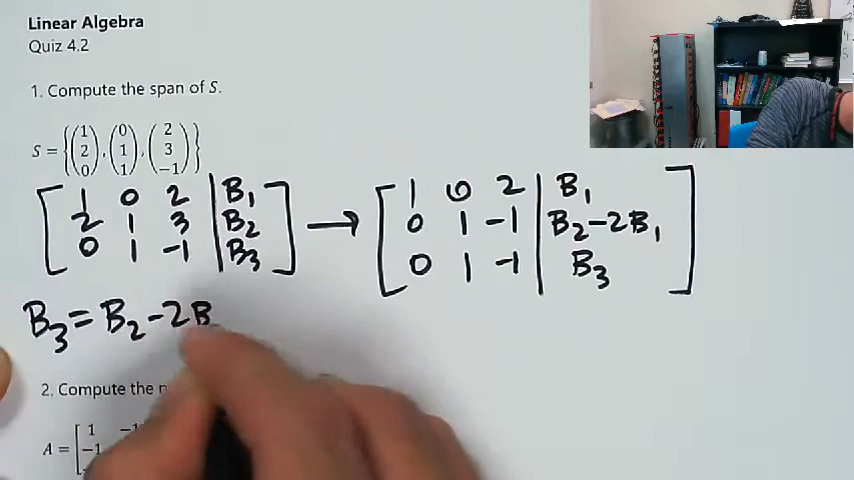 Linear Algebra
Quiz 4.2
1. Compute the span of S.
S = {(1 2 0), (0 1 1), (2 3 -1)}
[1 0 2 | B₁] → [1 0 2 | B₁]
[2 1 3 | B₂] [0 1 -1 | B₂-2B₁]
[0 1 -1 | B₃] [0 1 -1 | B₃]
B₃ = B₂ - 2B
2. Compute the
A = [1
-1